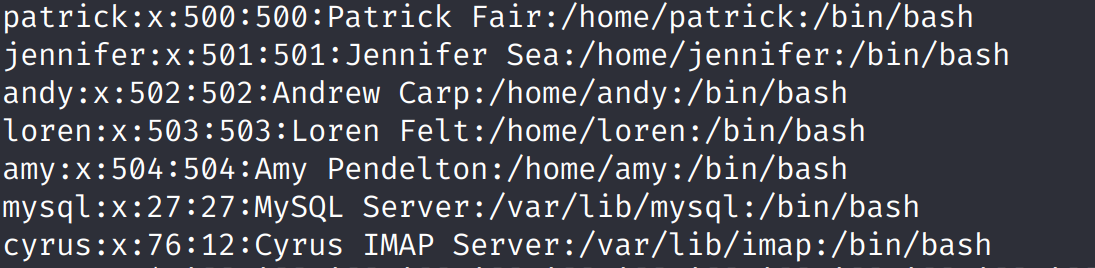 patrick:x:500:500:Patrick Fair:/home/patrick:/bin/bash
jennifer:x:501:501:Jennifer Sea:/home/jennifer:/bin/bash
andy:x:502:502:Andrew Carp:/home/andy:/bin/bash
loren:x:503:503:Loren Felt:/home/loren:/bin/bash
amy:x:504:504:Amy Pendelton:/home/amy:/bin/bash
mysql:x:27:27:MySQL Server:/var/lib/mysql:/bin/bash
cyrus:x:76:12:Cyrus IMAP Server:/var/lib/imap:/bin/bash